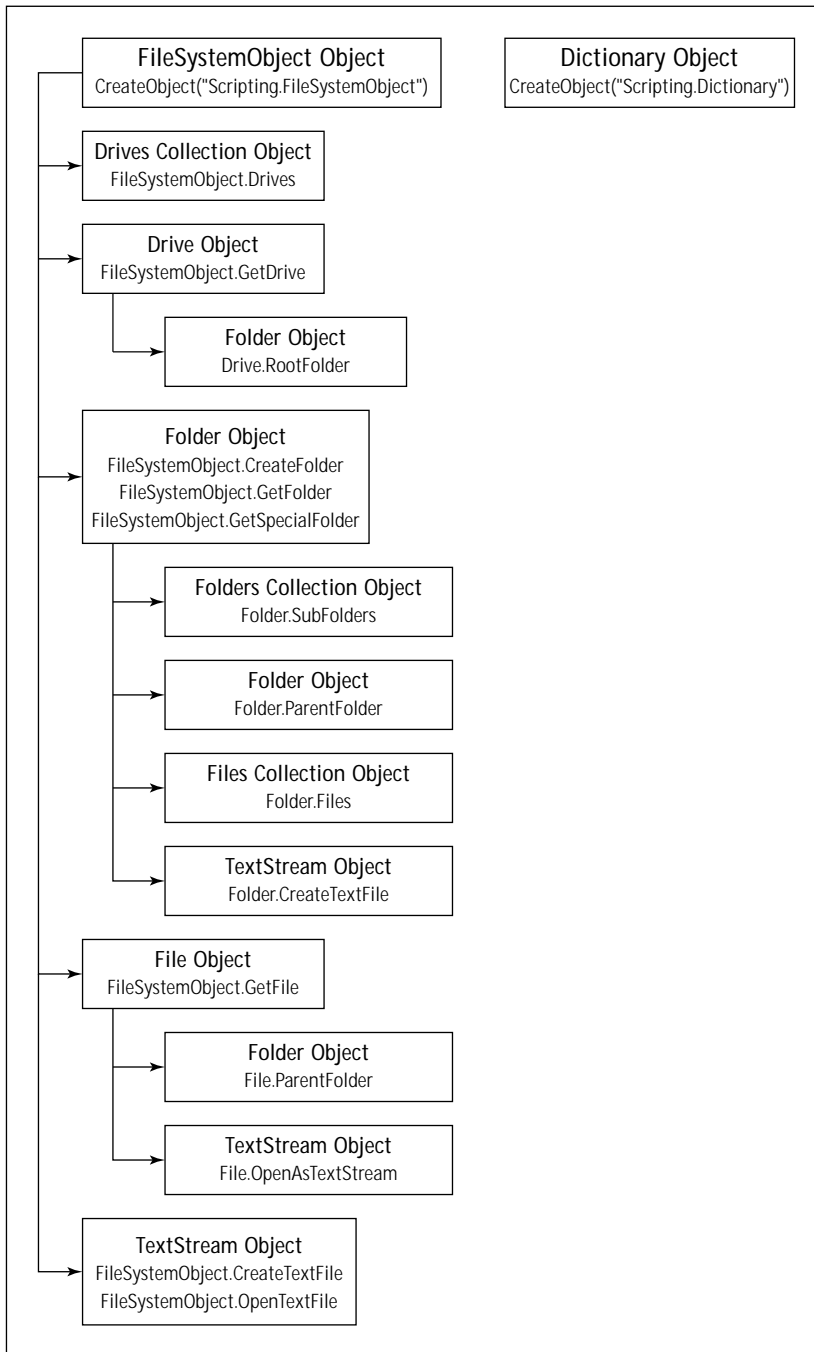 FileSystemObject Object
CreateObject("Scripting.FileSystemObject")
Dictionary Object
CreateObject("Scripting.Dictionary")
Drives Collection Object
FileSystemObject.Drives
Drive Object
FileSystemObject.GetDrive
Folder Object
Drive.RootFolder
Folder Object
FileSystemObject.CreateFolder
FileSystemObject.GetFolder
FileSystemObject.GetSpecialFolder
Folders Collection Object
Folder.SubFolders
Folder Object
Folder.ParentFolder
Files Collection Object
Folder.Files
TextStream Object
Folder.CreateTextFile
File Object
FileSystemObject.GetFile
Folder Object
File.ParentFolder
TextStream Object
File.OpenAsTextStream
TextStream Object
FileSystemObject.CreateTextFile
FileSystemObject.OpenTextFile